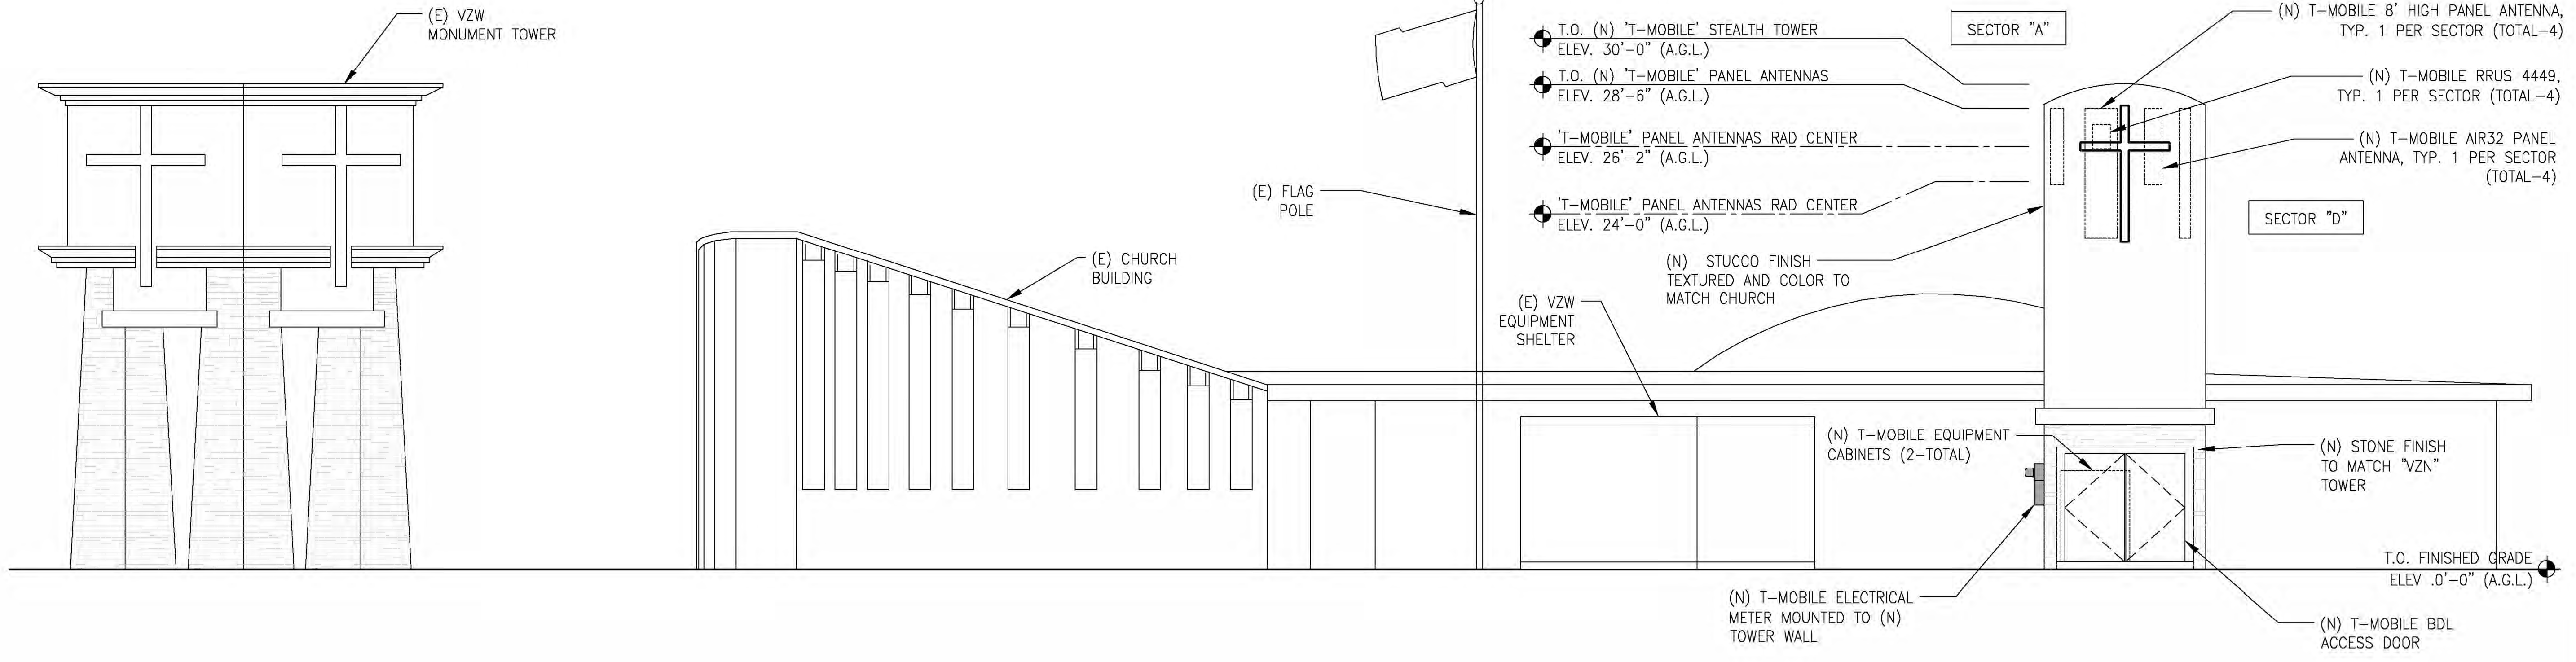 (E) VZW
MONUMENT TOWER
(E) CHURCH
BUILDING
(E) FLAG
POLE
T.O. (N) 'T-MOBILE' STEALTH TOWER
ELEV. 30'-0" (A.G.L.)
T.O. (N) 'T-MOBILE' PANEL ANTENNAS
ELEV. 28'-6" (A.G.L.)
'T-MOBILE' PANEL ANTENNAS RAD CENTER
ELEV. 26'-2" (A.G.L.)
'T-MOBILE' PANEL ANTENNAS RAD CENTER
ELEV. 24'-0" (A.G.L.)
(N) STUCCO FINISH
TEXTURED AND COLOR TO
MATCH CHURCH
(E) VZW
EQUIPMENT
SHELTER
SECTOR "A"
(N) T-MOBILE 8' HIGH PANEL ANTENNA,
TYP. 1 PER SECTOR (TOTAL-4)
(N) T-MOBILE RRUS 4449,
TYP. 1 PER SECTOR (TOTAL-4)
(N) T-MOBILE AIR32 PANEL
ANTENNA, TYP. 1 PER SECTOR
(TOTAL-4)
SECTOR "D"
(N) T-MOBILE EQUIPMENT
CABINETS (2-TOTAL)
(N) STONE FINISH
TO MATCH "VZN"
TOWER
T.O. FINISHED GRADE
ELEV .0'-0" (A.G.L.)
(N) T-MOBILE ELECTRICAL
METER MOUNTED TO (N)
TOWER WALL
(N) T-MOBILE BDL
ACCESS DOOR